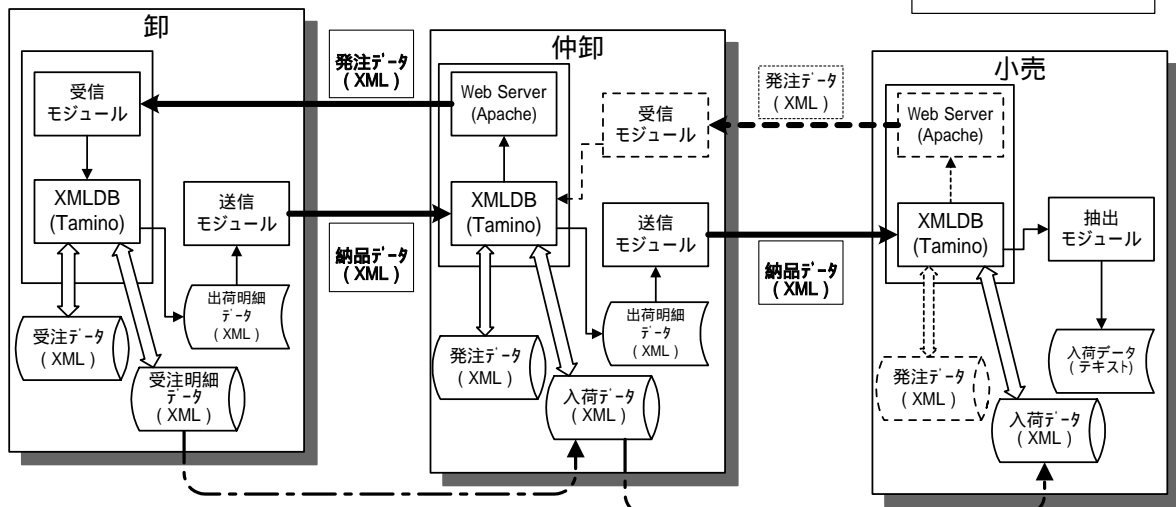 卸
受信
モジュール
XMLDB
(Tamino)
送信
モジュール
受注データ
( XML )
出荷明細
データ
( XML )
受注明細
データ
( XML )
発注データ
( XML )
納品データ
( XML )
仲卸
Web Server
(Apache)
受信
モジュール
XMLDB
(Tamino)
送信
モジュール
発注データ
( XML )
出荷明細
データ
( XML )
入荷データ
( XML )
発注データ
( XML )
納品データ
( XML )
小売
Web Server
(Apache)
XMLDB
(Tamino)
抽出
モジュール
発注データ
( XML )
入荷データ
(テキスト)
入荷データ
( XML )